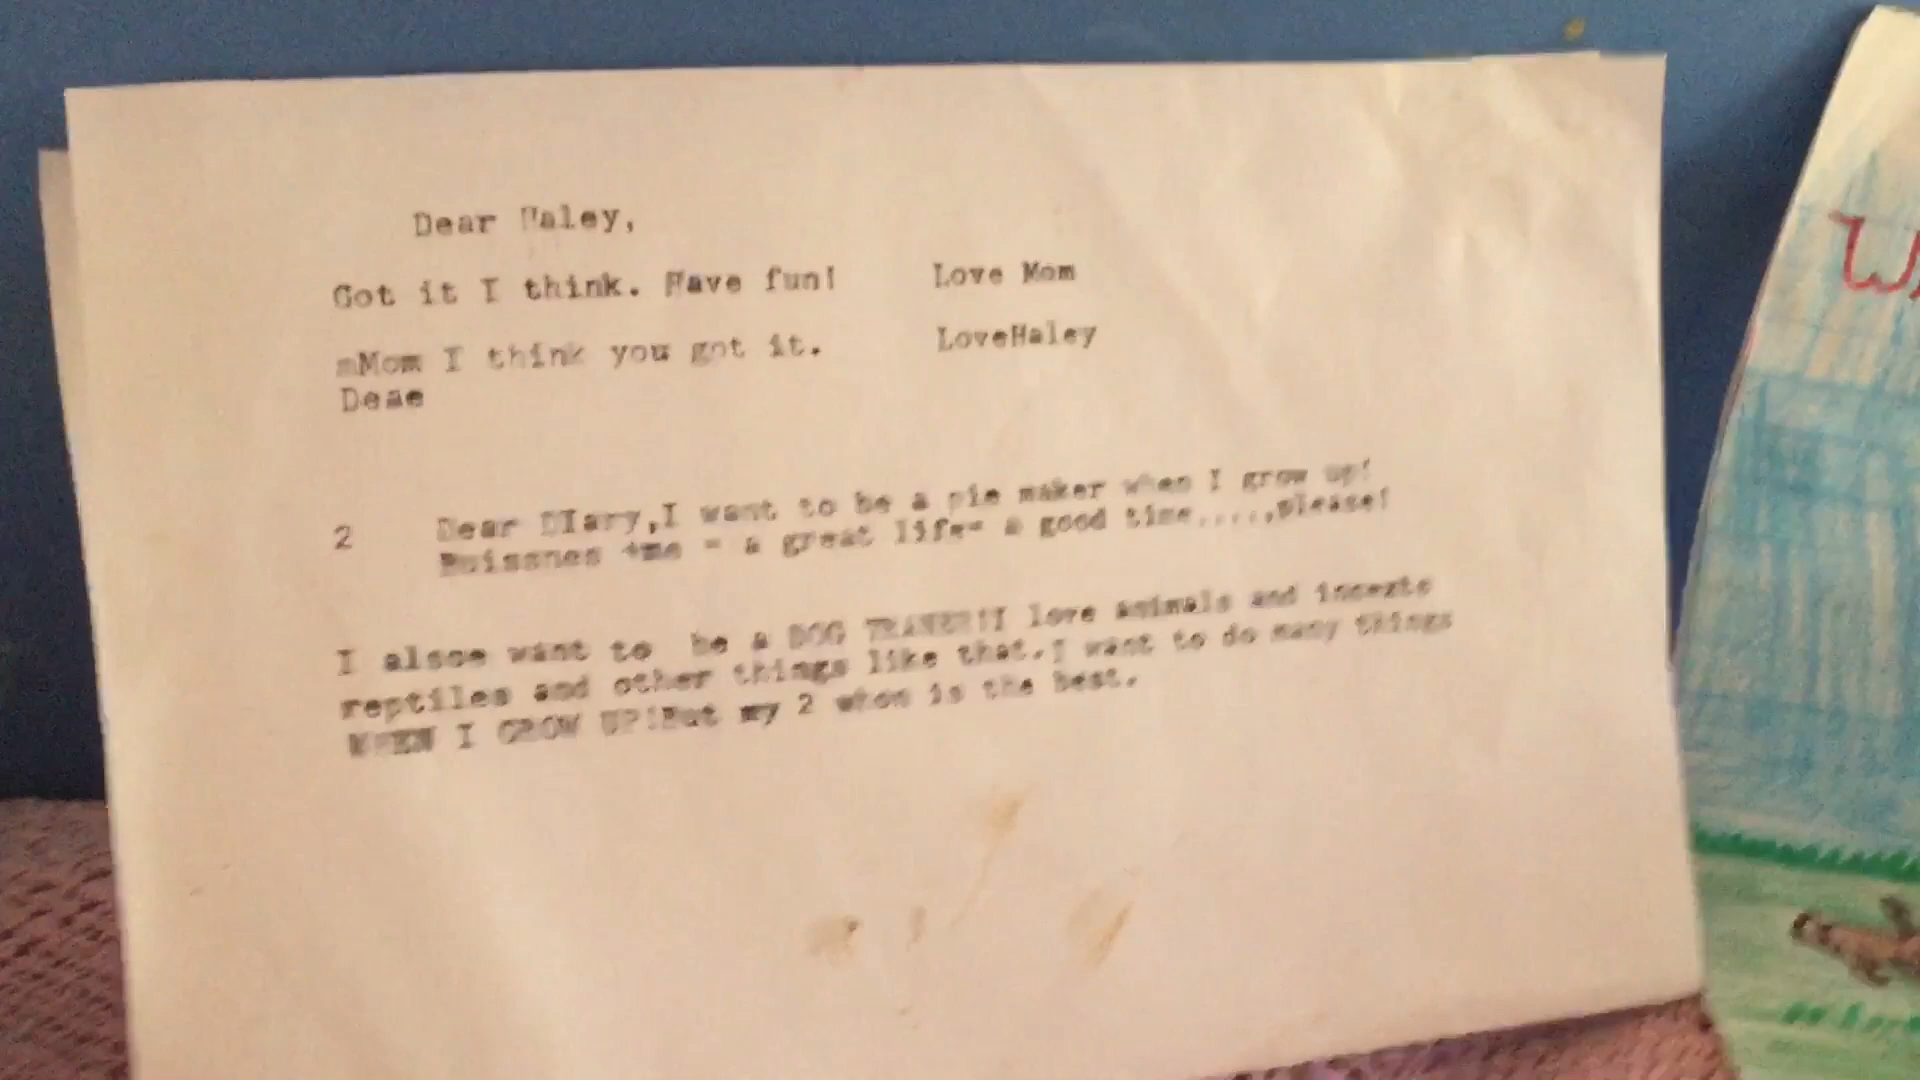 Dear Haley,
Got it I think. Have fun! Love Mom
mMom I think you got it. LoveHaley
Deae
2 Dear DIary,I want to be a pie maker when I grow up!
Buissnes +me = a great life= a good time.....,please!
I alsoe want to be a DOG TRANER!I love animals and insexts
reptiles and other things like that.I want to do many things
WHEN I GROW UP!But my 2 whos is the best.